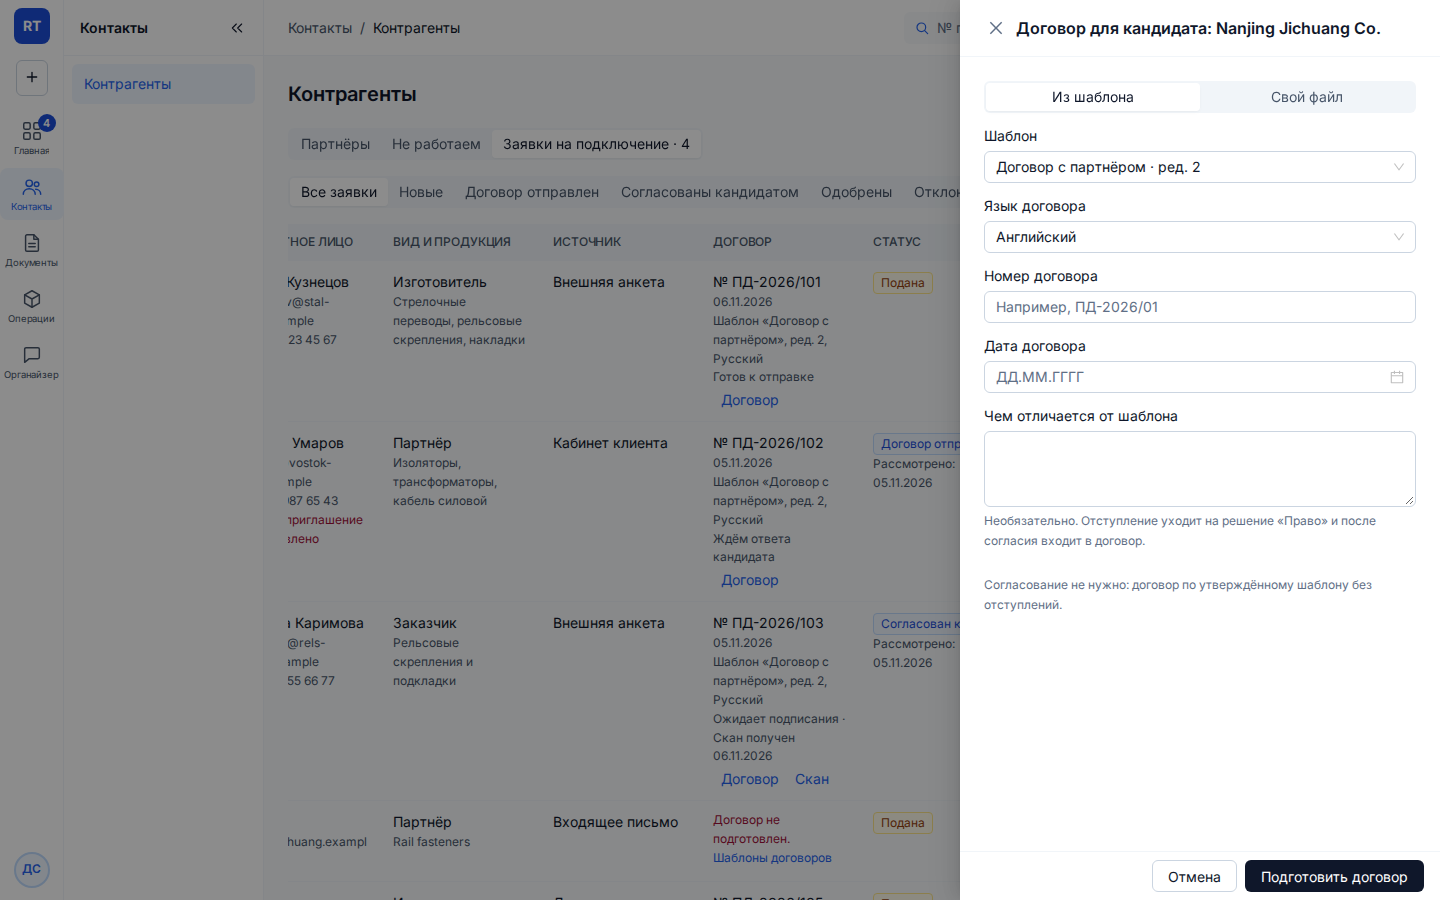 RT
Контакты
Контакты / Контрагенты
№
Договор для кандидата: Nanjing Jichuang Co.
Контрагенты
4
Главная
Контакты
Документы
Операции
Органайзер
ДС
Контрагенты
Партнёры
Не работаем
Заявки на подключение · 4
Все заявки
Новые
Договор отправлен
Согласованы кандидатом
Одобрены
ЛИЦО
ВИД И ПРОДУКЦИЯ
ИСТОЧНИК
ДОГОВОР
СТАТУС
Кузнецов
23 45 67
Изготовитель
Стрелочные
переводы, рельсовые
скрепления, накладки
Внешняя анкета
№ ПД-2026/101
06.11.2026
Шаблон «Договор с
партнёром», ред. 2,
Русский
Готов к отправке
Договор
Подана
Умаров
65 43
приглашение
Партнёр
Изоляторы,
трансформаторы,
кабель силовой
Кабинет клиента
№ ПД-2026/102
05.11.2026
Шаблон «Договор с
партнёром», ред. 2,
Русский
Ждём ответа
кандидата
Договор
Договор
Рассмотрено:
05.11.2026
Каримова
55 66 77
Заказчик
Рельсовые
скрепления и
подкладки
Внешняя анкета
№ ПД-2026/103
05.11.2026
Шаблон «Договор с
партнёром», ред. 2,
Русский
Ожидает подписания ·
Скан получен
06.11.2026
Договор Скан
Согласован
Рассмотрено:
05.11.2026
Партнёр
Rail fasteners
Входящее письмо
Договор не
подготовлен.
Шаблоны договоров
Подана
Из шаблона
Свой файл
Шаблон
Договор с партнёром · ред. 2
Язык договора
Английский
Номер договора
Например, ПД-2026/01
Дата договора
ДД.ММ.ГГГГ
Чем отличается от шаблона
Необязательно. Отступление уходит на решение «Право» и после
согласия входит в договор.
Согласование не нужно: договор по утверждённому шаблону без
отступлений.
Отмена
Подготовить договор